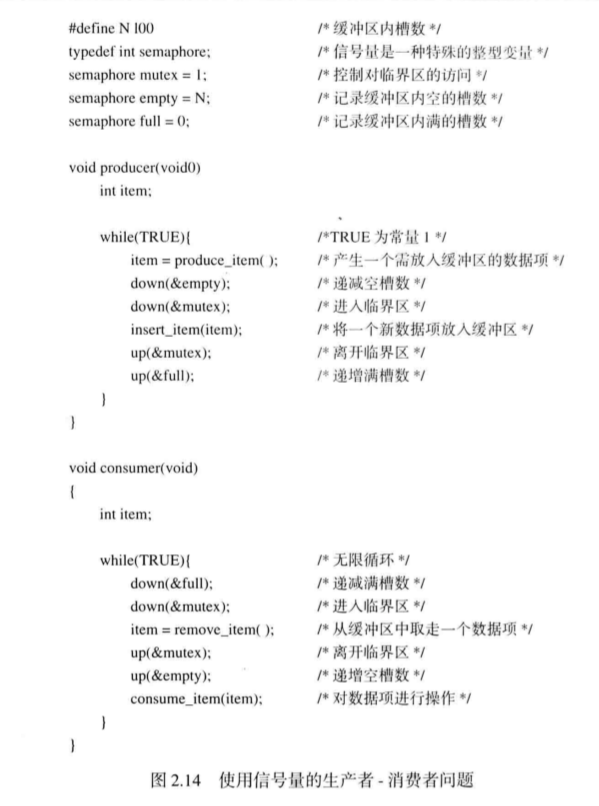 #define N l00 /* 缓冲区内槽数 */
typedef int semaphore; /* 信号量是一种特殊的整型变量 */
semaphore mutex = 1; /* 控制对临界区的访问 */
semaphore empty = N; /* 记录缓冲区内空的槽数 */
semaphore full = 0; /* 记录缓冲区内满的槽数 */
void producer(void0)
int item;
while(TRUE){ /*TRUE 为常量 1 */
item = produce_item( ); /* 产生一个需放入缓冲区的数据项 */
down(&empty); /* 递减空槽数 */
down(&mutex); /* 进入临界区 */
insert_item(item); /* 将一个新数据项放入缓冲区 */
up(&mutex); /* 离开临界区 */
up(&full); /* 递增满槽数 */
}
}
void consumer(void)
{
int item;
while(TRUE){ /* 无限循环 */
down(&full); /* 递减满槽数 */
down(&mutex); /* 进入临界区 */
item = remove_item( ); /* 从缓冲区中取走一个数据项 */
up(&mutex); /* 离开临界区 */
up(&empty); /* 递增空槽数 */
consume_item(item); /* 对数据项进行操作 */
}
}
图 2.14 使用信号量的生产者 - 消费者问题